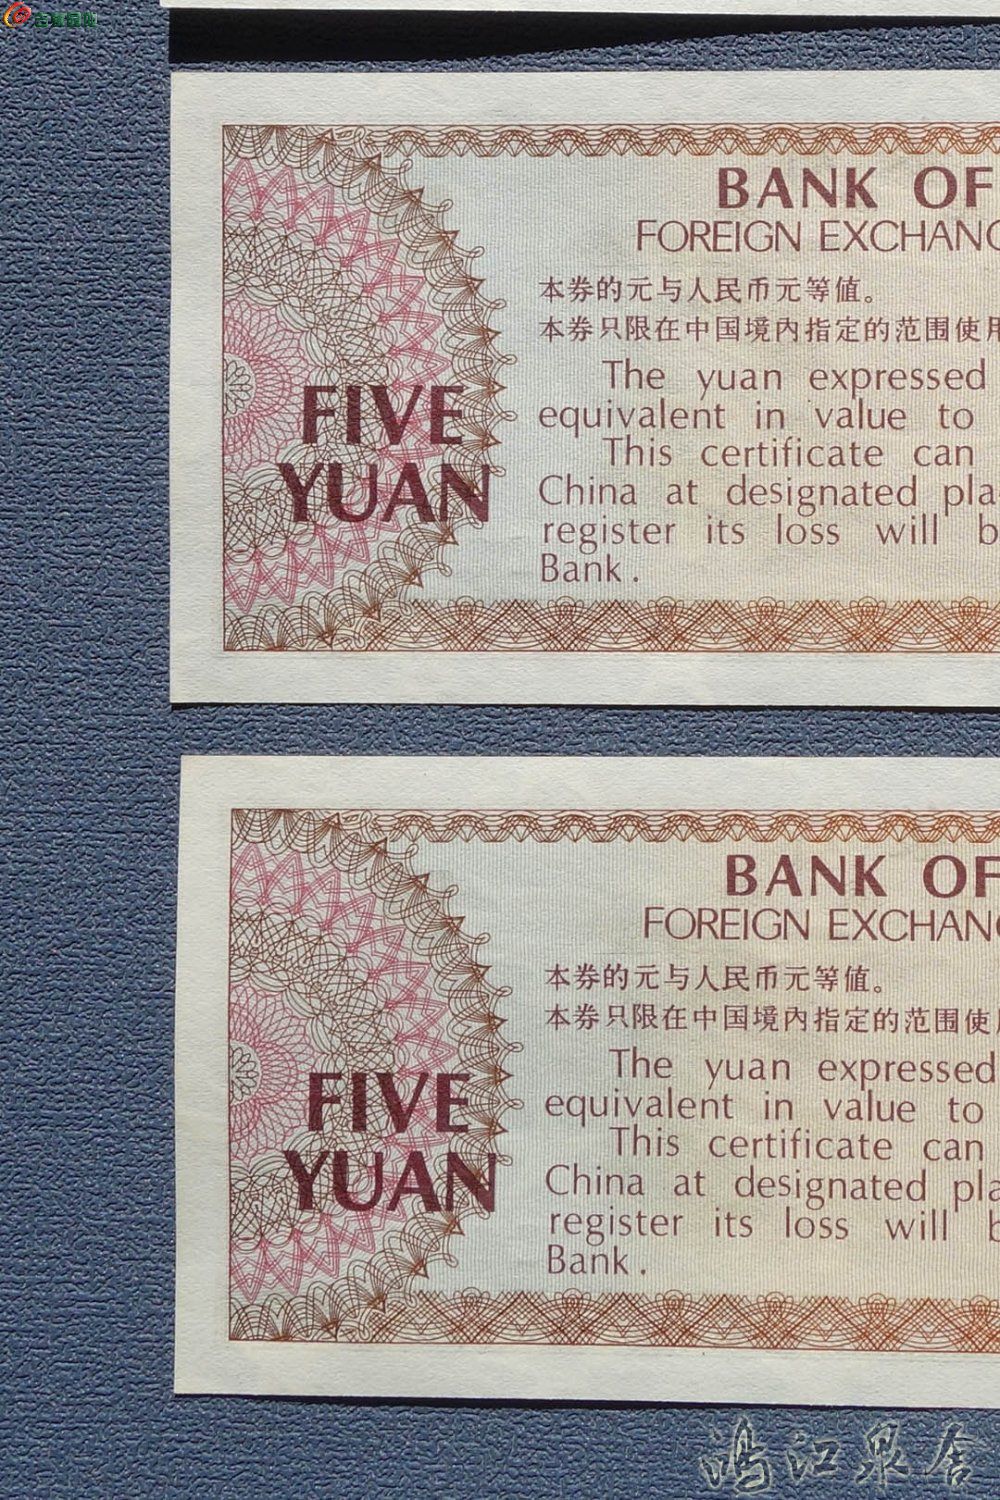 BANK OF
FOREIGN EXCHANG
本券的元与人民币元等値。
本券只限在中国境内指定的范围使用
The yuan expressed
equivalent in value to
This certificate can
China at designated pla
register its loss will b
Bank.
FIVE
YUAN
BANK OF
FOREIGN EXCHANG
本券的元与人民币元等値。
本券只限在中国境内指定的范围使
The yuan expressed
equivalent in value to
This certificate can
China at designated pla
register its loss will b
Bank.
FIVE
YUAN
鴻江泉舍